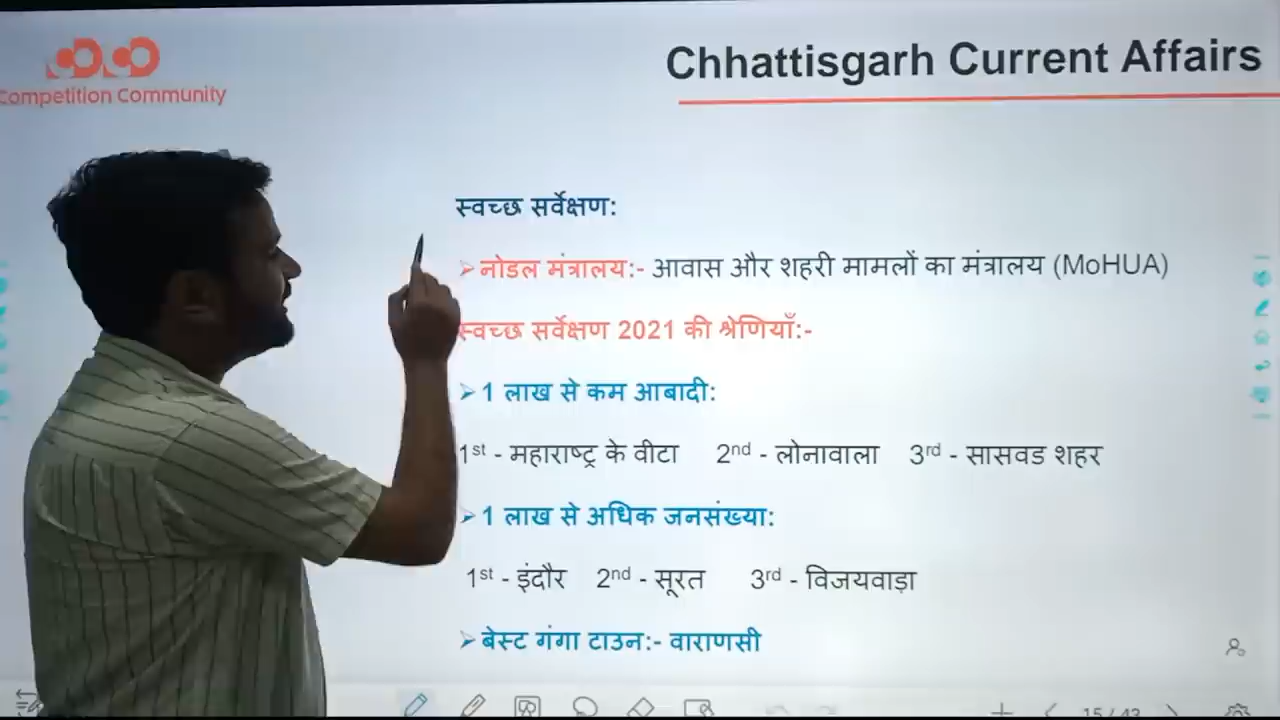 Competition Community
Chhattisgarh Current Affairs
स्वच्छ सर्वेक्षण:
➢ नोडल मंत्रालय:- आवास और शहरी मामलों का मंत्रालय (MoHUA)
स्वच्छ सर्वेक्षण 2021 की श्रेणियाँ:-
➢ 1 लाख से कम आबादी:
1st - महाराष्ट्र के वीटा 2nd - लोनावाला 3rd - सासवड शहर
➢ 1 लाख से अधिक जनसंख्या:
1st - इंदौर 2nd - सूरत 3rd - विजयवाड़ा
➢ बेस्ट गंगा टाउन:- वाराणसी
15 / 43